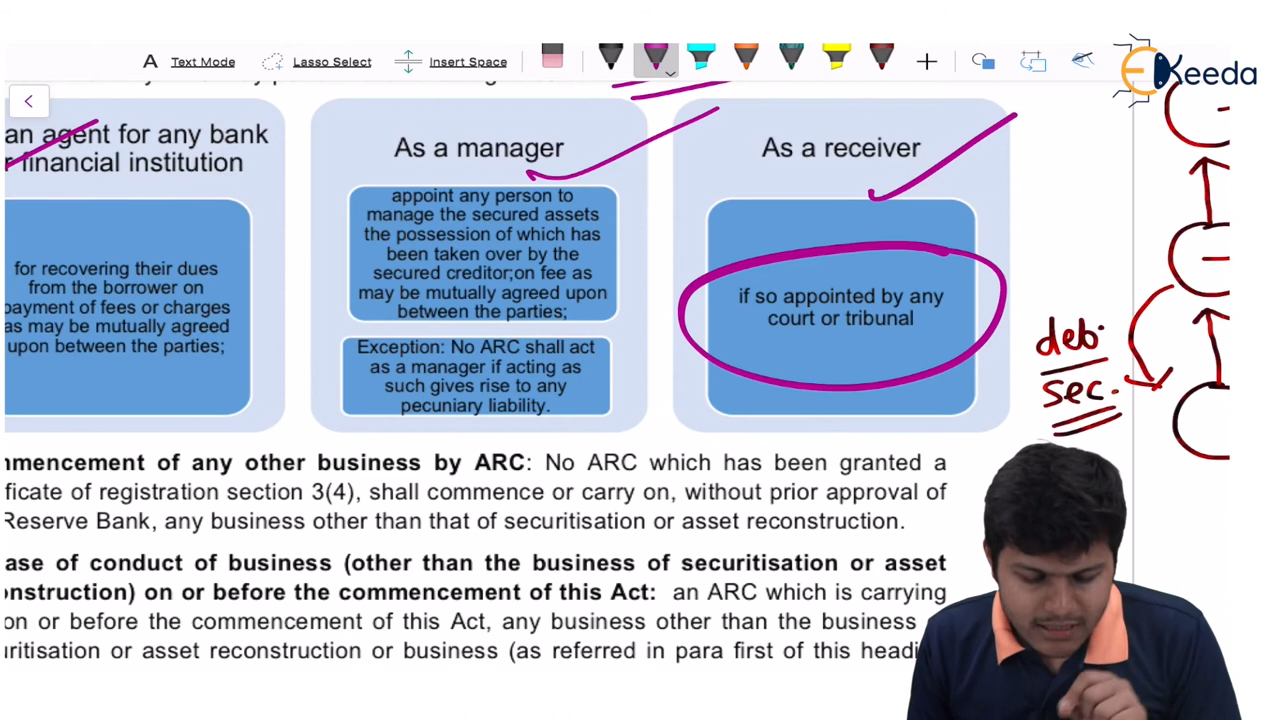 Text Mode
Lasso Select
Insert Space
Keeda
an agent for any bank
financial institution
for recovering their dues
from the borrower on
payment of fees or charges
as may be mutually agreed
upon between the parties;
As a manager
appoint any person to
manage the secured assets
the possession of which has
been taken over by the
secured creditor;on fee as
may be mutually agreed upon
between the parties;
Exception: No ARC shall act
as a manager if acting as
such gives rise to any
pecuniary liability.
As a receiver
if so appointed by any
court or tribunal
deb.
sec.
mmencement of any other business by ARC: No ARC which has been granted a
ficate of registration section 3(4), shall commence or carry on, without prior approval of
Reserve Bank, any business other than that of securitisation or asset reconstruction.
ase of conduct of business (other than the business of securitisation or asset
onstruction) on or before the commencement of this Act: an ARC which is carrying
on or before the commencement of this Act, any business other than the business
uritisation or asset reconstruction or business (as referred in para first of this headi